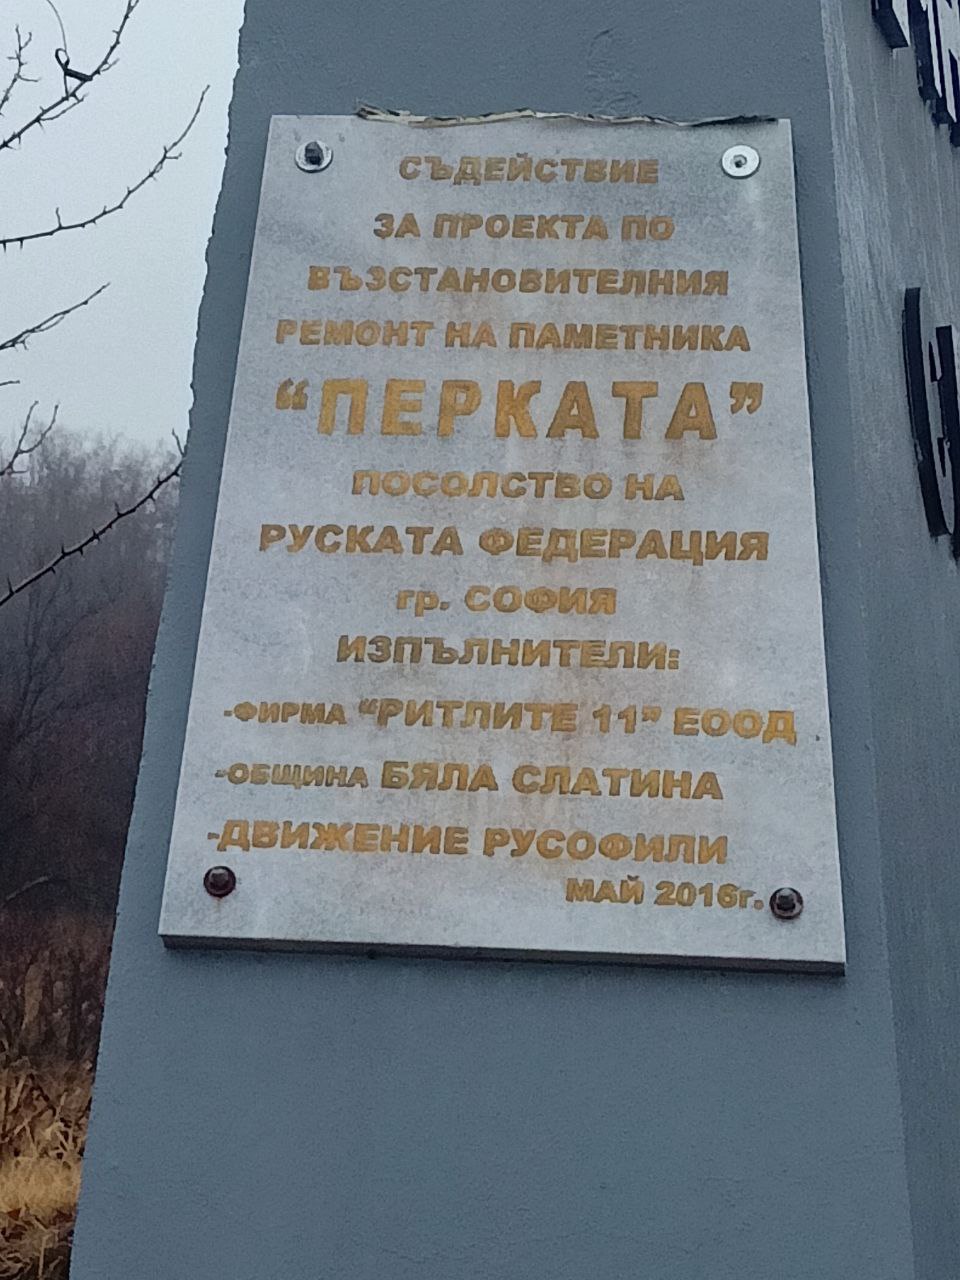 СЪДЕЙСТВИЕ
ЗА ПРОЕКТА ПО
ВЪЗСТАНОВИТЕЛНИЯ
РЕМОНТ НА ПАМЕТНИКА
“ПЕРКАТА”
ПОСОЛСТВО НА
РУСКАТА ФЕДЕРАЦИЯ
гр. СОФИЯ
ИЗПЪЛНИТЕЛИ:
-ФИРМА “РИТЛИТЕ 11” ЕООД
-ОБЩИНА БЯЛА СЛАТИНА
-ДВИЖЕНИЕ РУСОФИЛИ
МАЙ 2016г.